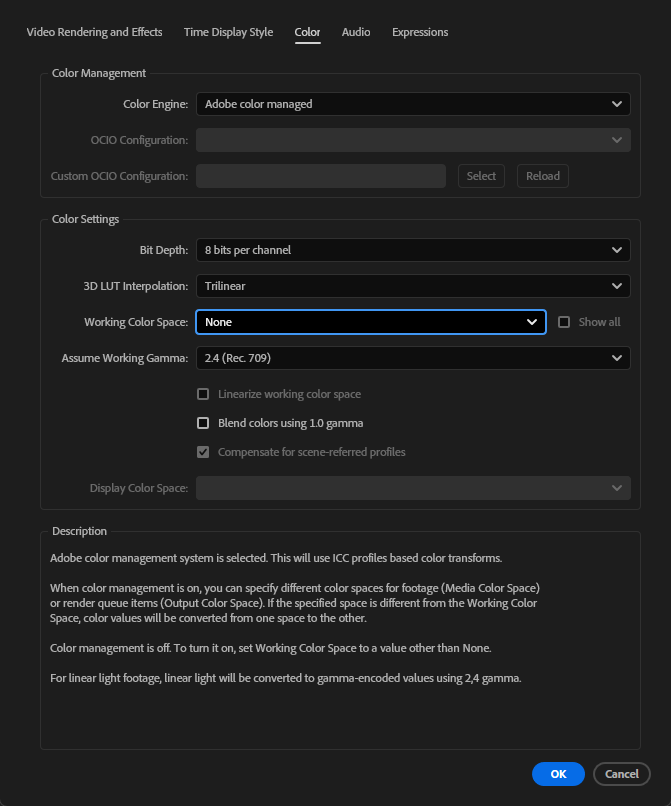 Video Rendering and Effects Time Display Style Color Audio Expressions
Color Management
Color Engine: Adobe color managed
OCIO Configuration:
Custom OCIO Configuration: Select Reload
Color Settings
Bit Depth: 8 bits per channel
3D LUT Interpolation: Trilinear
Working Color Space: None Show all
Assume Working Gamma: 2.4 (Rec. 709)
Linearize working color space
Blend colors using 1.0 gamma
Compensate for scene-referred profiles
Display Color Space:
Description
Adobe color management system is selected. This will use ICC profiles based color transforms.
When color management is on, you can specify different color spaces for footage (Media Color Space)
or render queue items (Output Color Space). If the specified space is different from the Working Color
Space, color values will be converted from one space to the other.
Color management is off. To turn it on, set Working Color Space to a value other than None.
For linear light footage, linear light will be converted to gamma-encoded values using 2,4 gamma.
OK Cancel